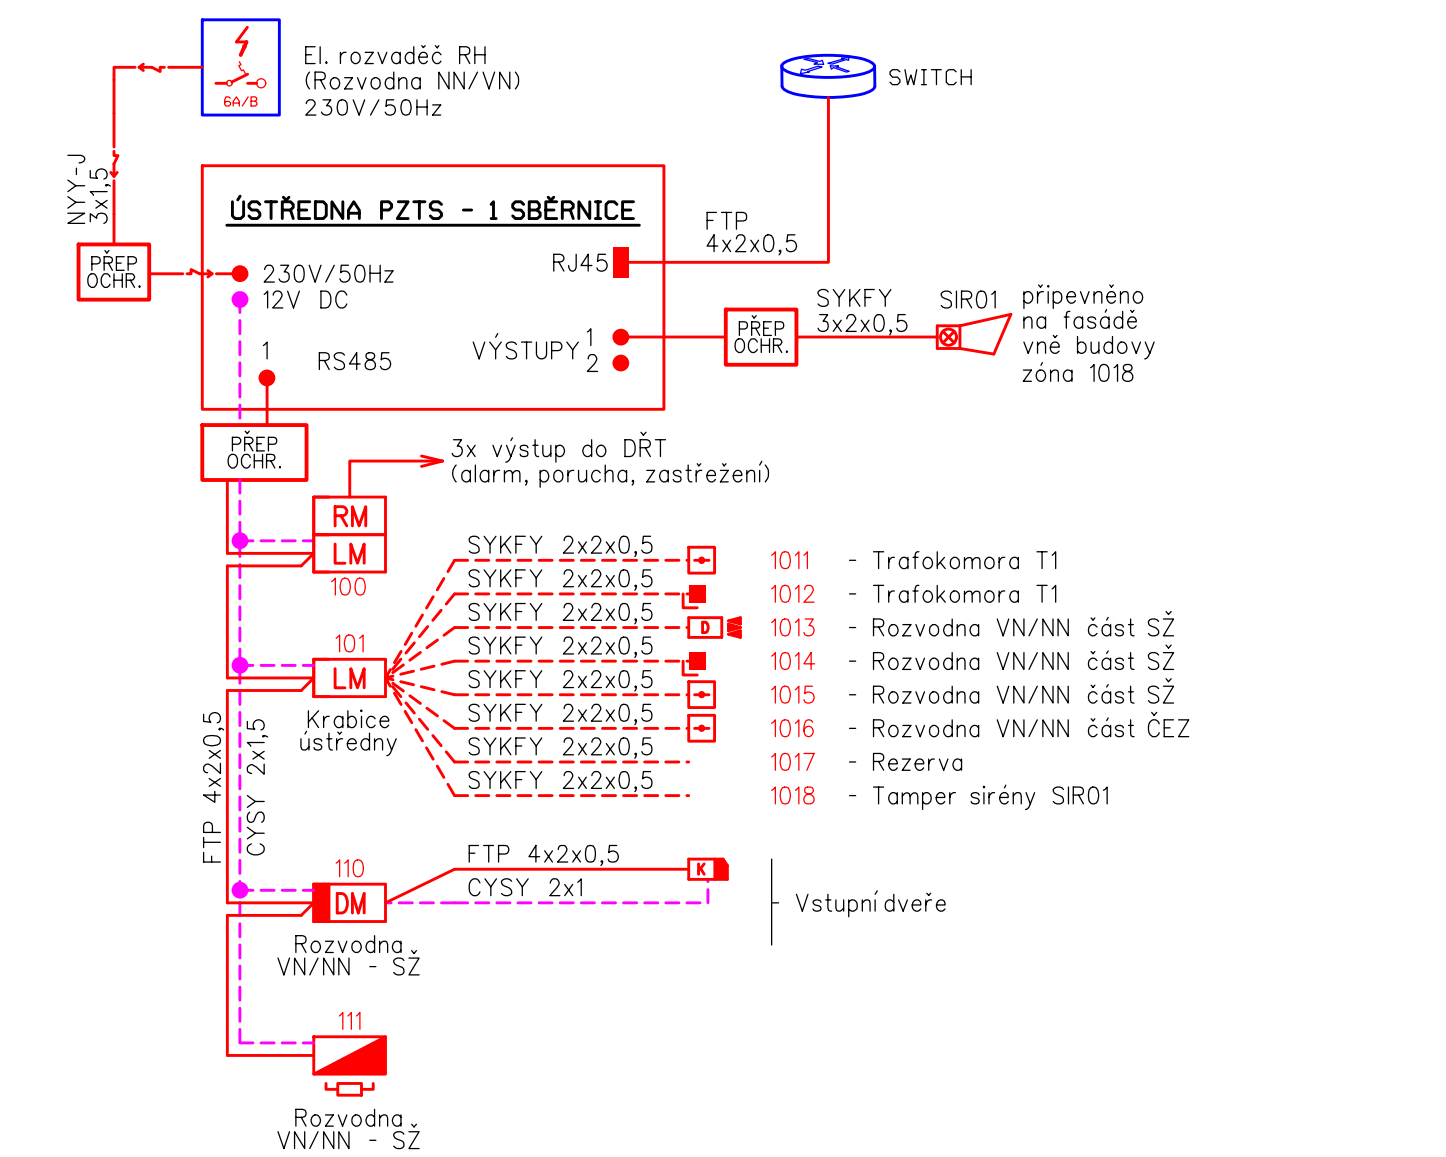 El. rozvaděč RH
(Rozvodna NN/VN)
230V/50Hz
6A/B
SWITCH
NYY-J
3x1,5
ÚSTŘEDNA PZTS - 1 SBĚRNICE
FTP
4x2x0,5
RJ45
PŘEP
OCHR.
230V/50Hz
12V DC
1
RS485
VÝSTUPY
1
2
PŘEP
OCHR.
SYKFY
3x2x0,5
SIR01
připevněno
na fasádě
vně budovy
zóna 1018
PŘEP
OCHR.
3x výstup do DŘT
(alarm, porucha, zastřežení)
RM
LM
100
101
LM
Krabice
ústředny
SYKFY 2x2x0,5
1011 - Trafokomora T1
SYKFY 2x2x0,5
1012 - Trafokomora T1
SYKFY 2x2x0,5
D
1013 - Rozvodna VN/NN část SŽ
SYKFY 2x2x0,5
1014 - Rozvodna VN/NN část SŽ
SYKFY 2x2x0,5
1015 - Rozvodna VN/NN část SŽ
SYKFY 2x2x0,5
1016 - Rozvodna VN/NN část ČEZ
SYKFY 2x2x0,5
1017 - Rezerva
SYKFY 2x2x0,5
1018 - Tamper sirény SIR01
FTP 4x2x0,5
CYSY 2x1,5
110
DM
Rozvodna
VN/NN - SŽ
FTP 4x2x0,5
CYSY 2x1
K
Vstupní dveře
111
Rozvodna
VN/NN - SŽ